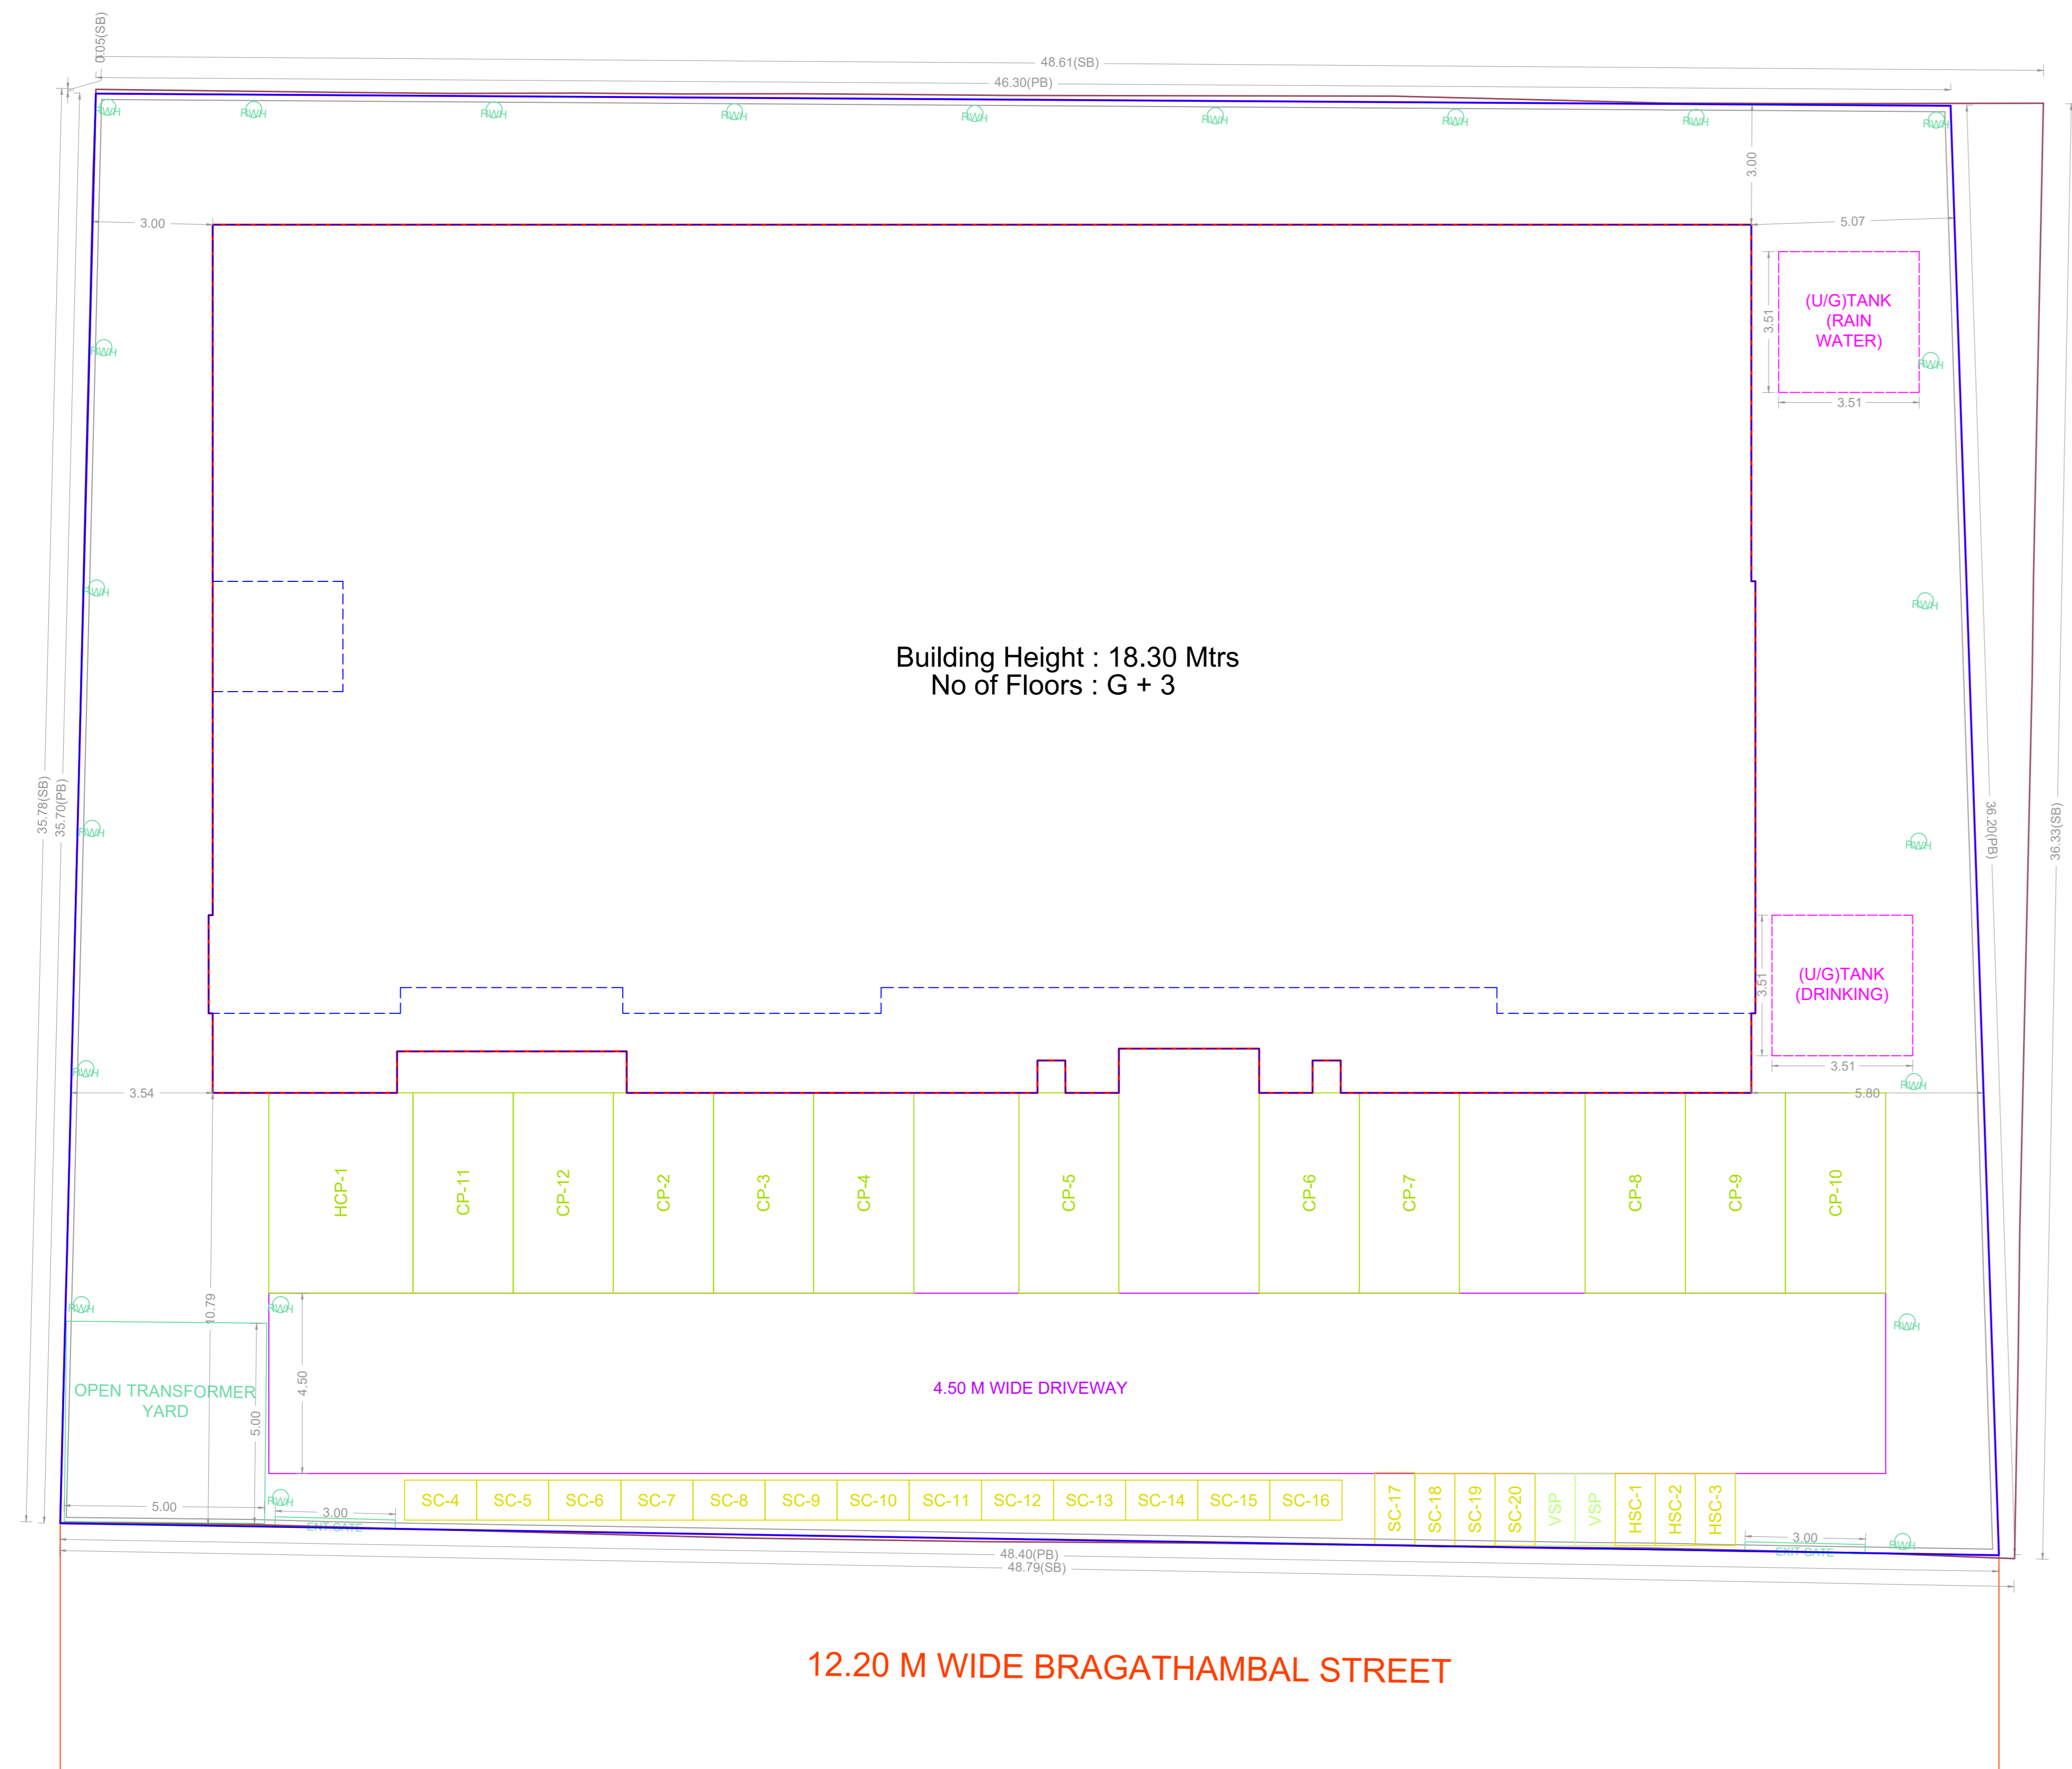 0.05(SB)
48.61(SB)
46.30(PB)
RWH
RWH
RWH
RWH
RWH
RWH
RWH
RWH
RWH
3.00
3.00
5.07
(U/G)TANK
(RAIN
WATER)
3.51
3.51
RWH
RWH
RWH
RWH
Building Height : 18.30 Mtrs
No of Floors : G + 3
35.78(SB)
35.70(PB)
36.20(PB)
36.33(SB)
RWH
RWH
(U/G)TANK
(DRINKING)
3.51
3.51
RWH
RWH
3.54
5.80
HCP-1
CP-11
CP-12
CP-2
CP-3
CP-4
CP-5
CP-6
CP-7
CP-8
CP-9
CP-10
RWH
RWH
RWH
10.79
4.50
4.50 M WIDE DRIVEWAY
OPEN TRANSFORMER
YARD
5.00
5.00
RWH
3.00
ENT.GATE
SC-4
SC-5
SC-6
SC-7
SC-8
SC-9
SC-10
SC-11
SC-12
SC-13
SC-14
SC-15
SC-16
SC-17
SC-18
SC-19
SC-20
VSP
VSP
HSC-1
HSC-2
HSC-3
3.00
EXIT GATE
RWH
48.40(PB)
48.79(SB)
12.20 M WIDE BRAGATHAMBAL STREET